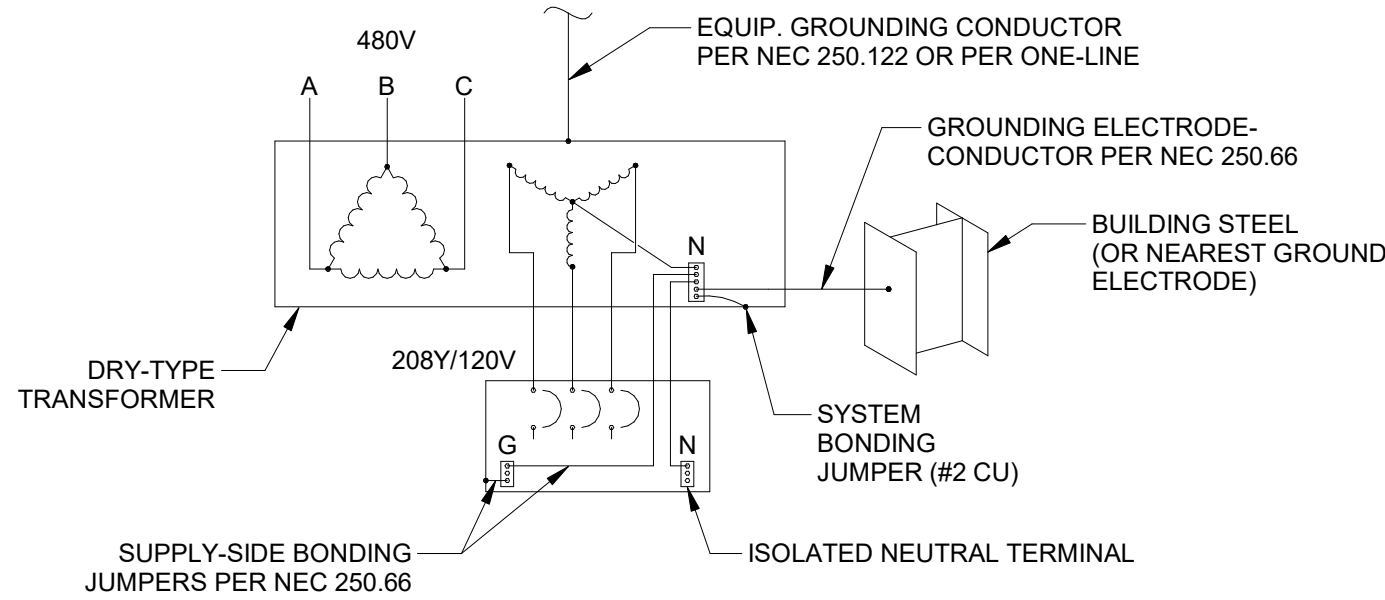 480V
EQUIP. GROUNDING CONDUCTOR
PER NEC 250.122 OR PER ONE-LINE
A B C
GROUNDING ELECTRODE-
CONDUCTOR PER NEC 250.66
BUILDING STEEL
(OR NEAREST GROUND
ELECTRODE)
N
DRY-TYPE
TRANSFORMER
208Y/120V
SYSTEM
BONDING
JUMPER (#2 CU)
G N
SUPPLY-SIDE BONDING
JUMPERS PER NEC 250.66
ISOLATED NEUTRAL TERMINAL